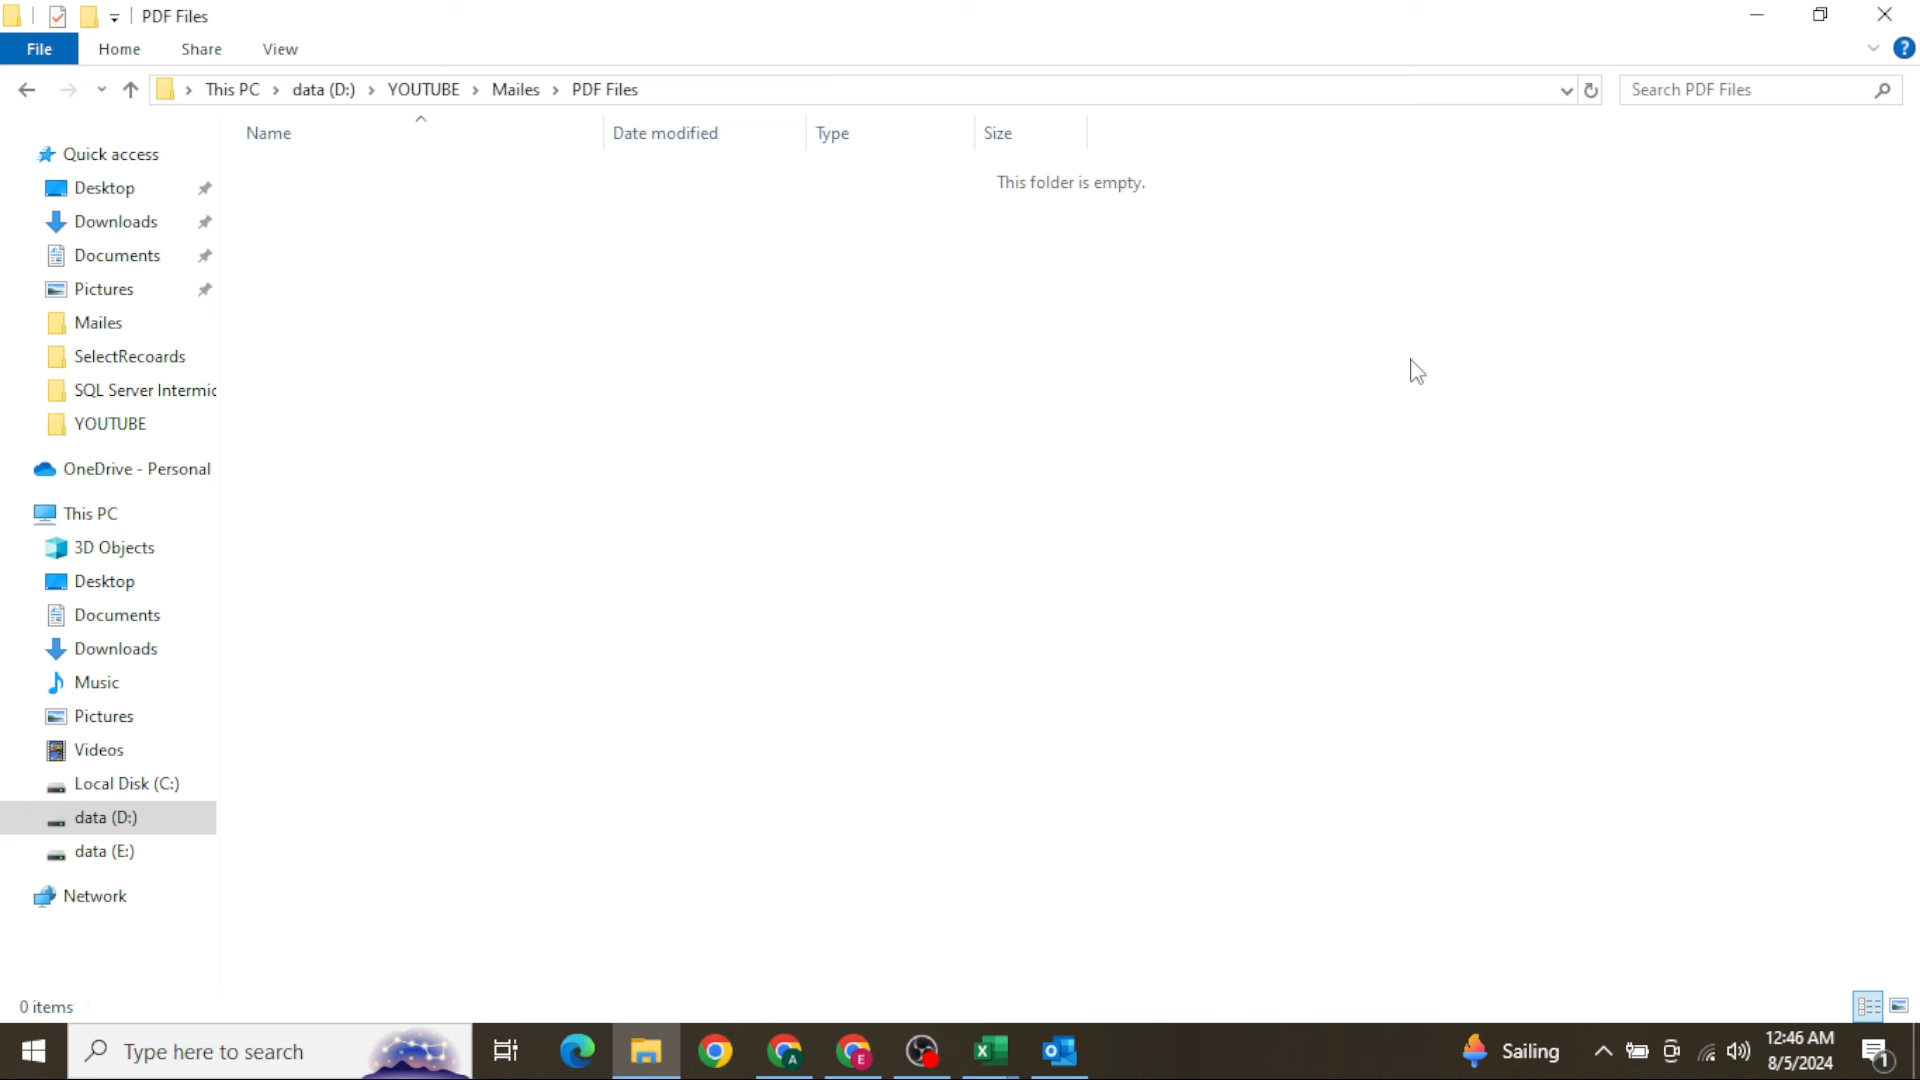 PDF Files
File Home Share View
This PC data (D:) YOUTUBE Mailes PDF Files
Search PDF Files
Name Date modified Type Size
This folder is empty.
Quick access
Desktop
Downloads
Documents
Pictures
Mailes
SelectRecoards
SQL Server Intermic
YOUTUBE
OneDrive - Personal
This PC
3D Objects
Desktop
Documents
Downloads
Music
Pictures
Videos
Local Disk (C:)
data (D:)
data (E:)
Network
0 items
Type here to search
A
E
Sailing
12:46 AM
8/5/2024
1